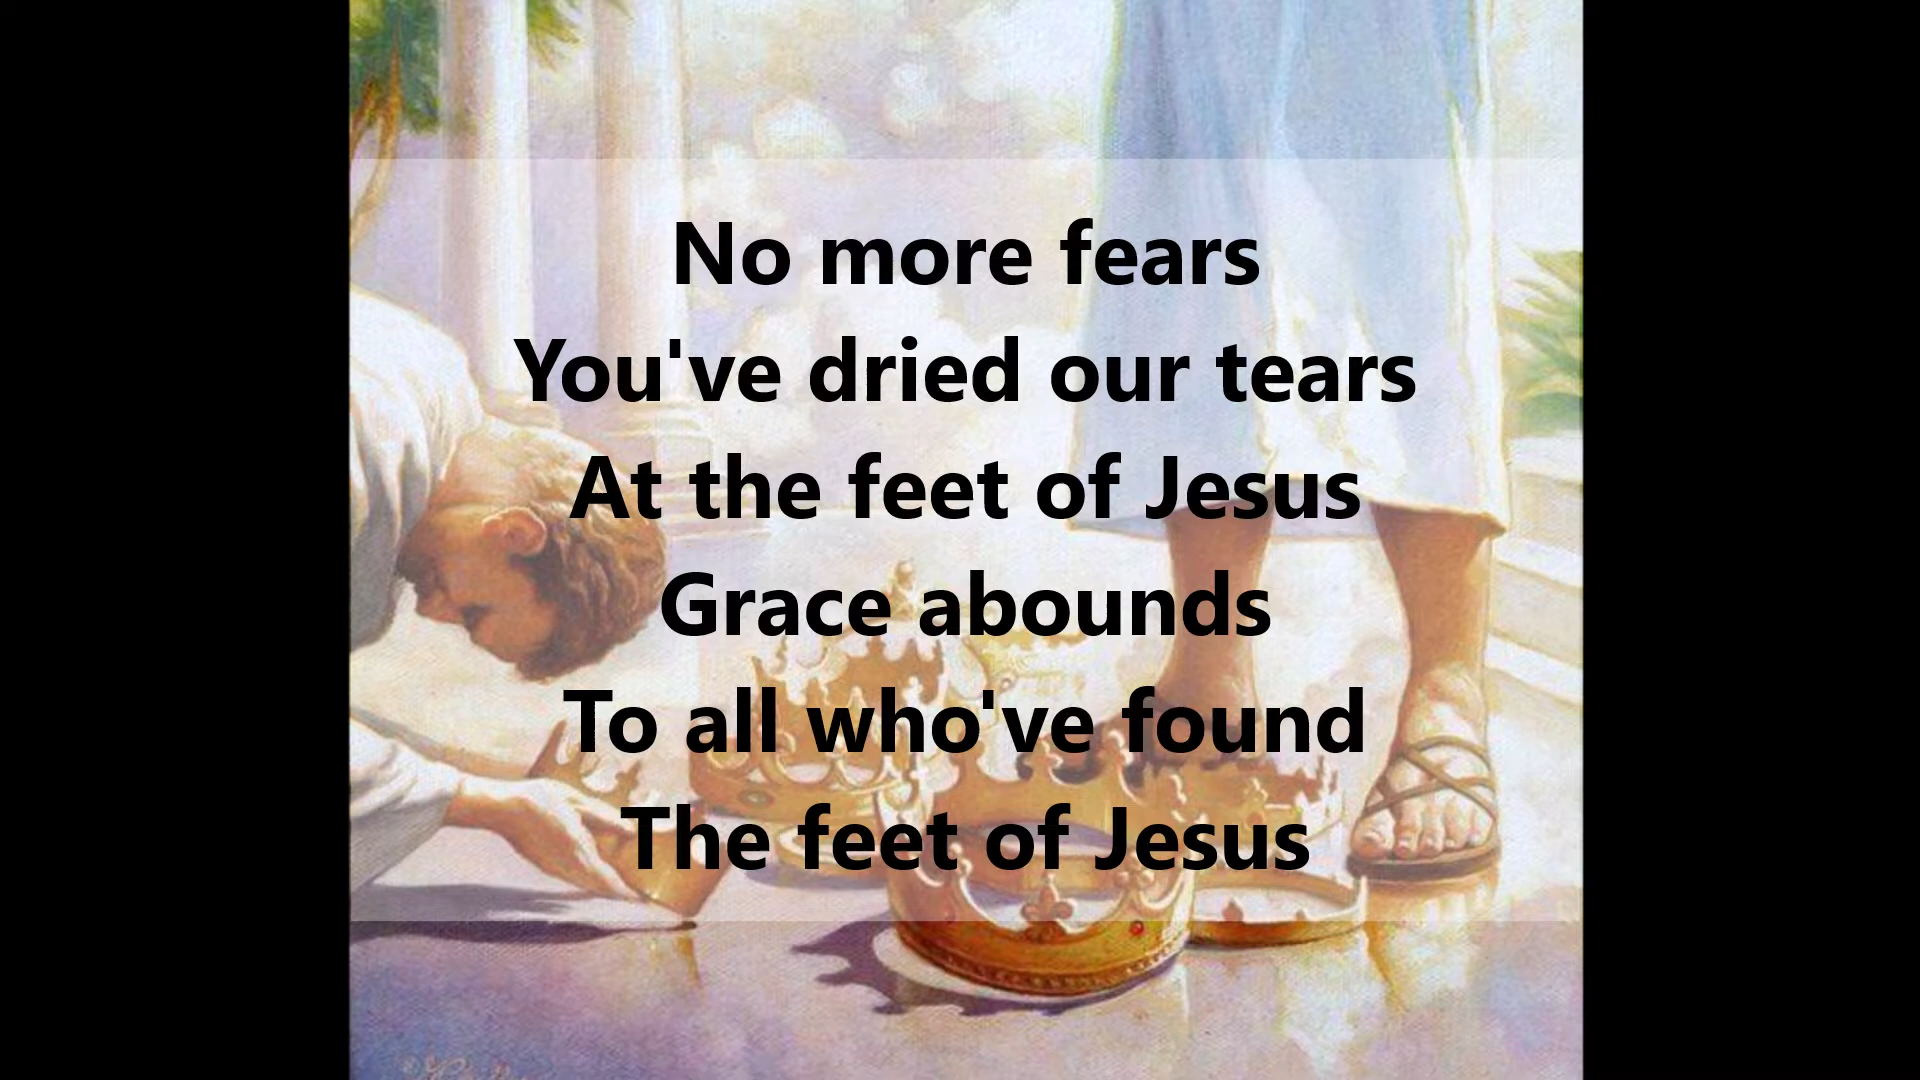 No more fears
You've dried our tears
At the feet of Jesus
Grace abounds
To all who've found
The feet of Jesus